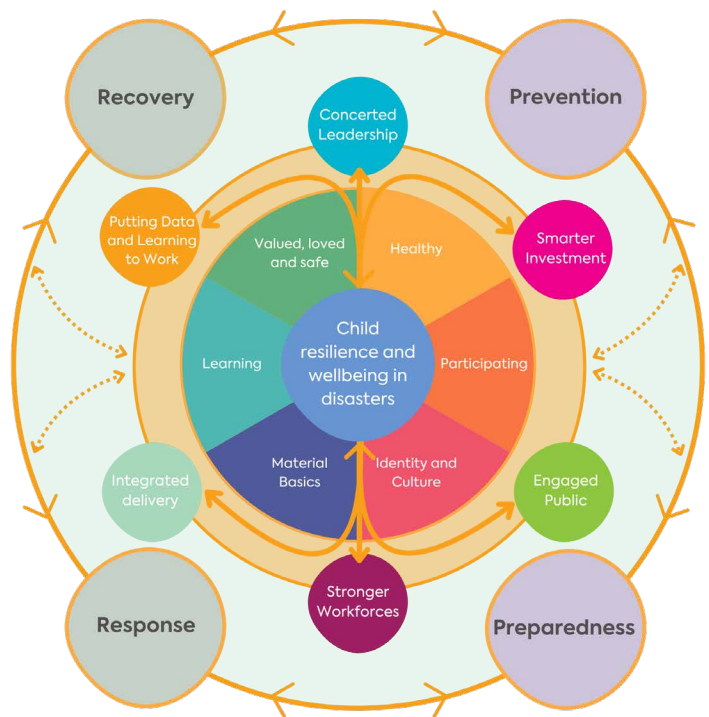 Recovery
Prevention
Concerted
Leadership
Putting Data
and Learning
to Work
Smarter
Investment
Valued, loved
and safe
Healthy
Learning
Child
resilience and
wellbeing in
disasters
Participating
Material
Basics
Identity and
Culture
Integrated
delivery
Engaged
Public
Stronger
Workforces
Response
Preparedness